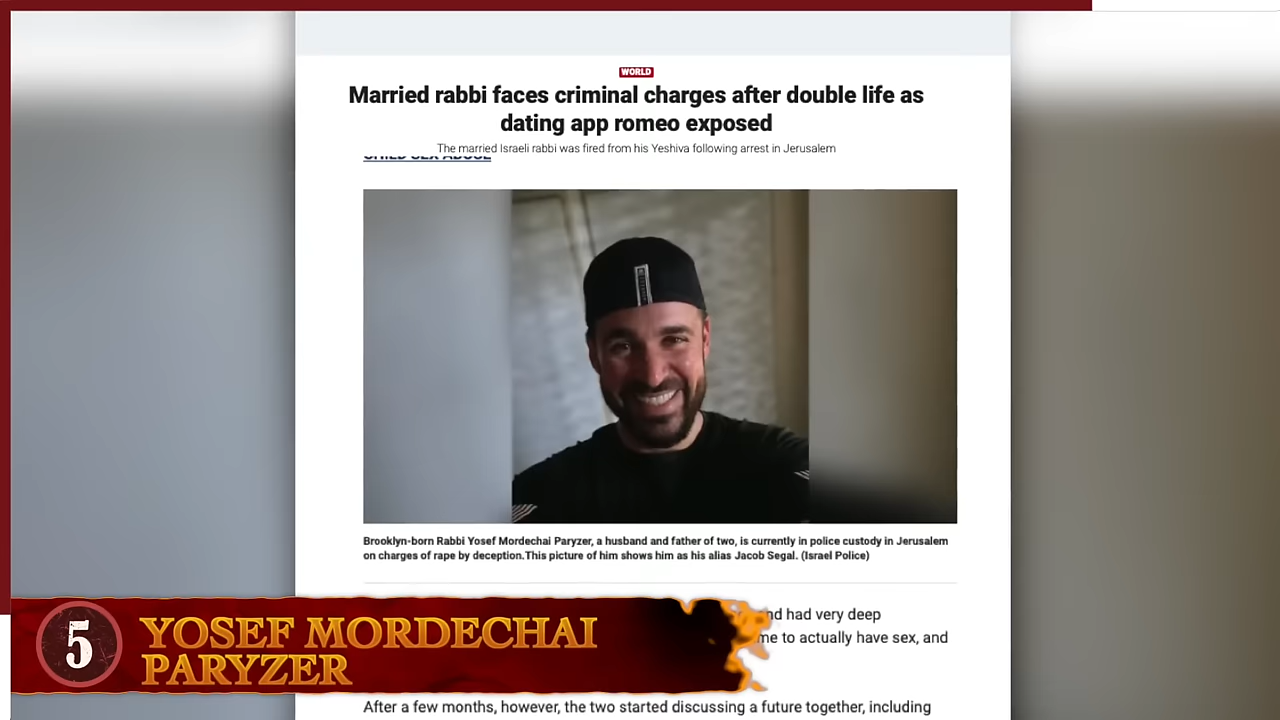 WORLD
Married rabbi faces criminal charges after double life as
dating app romeo exposed
The married Israeli rabbi was fired from his Yeshiva following arrest in Jerusalem
CHILD SEX ABUSE
Brooklyn-born Rabbi Yosef Mordechai Paryzer, a husband and father of two, is currently in police custody in Jerusalem
on charges of rape by deception.This picture of him shows him as his alias Jacob Segal. (Israel Police)
had very deep
to actually have sex, and
5
YOSEF MORDECHAI
PARYZER
After a few months, however, the two started discussing a future together, including